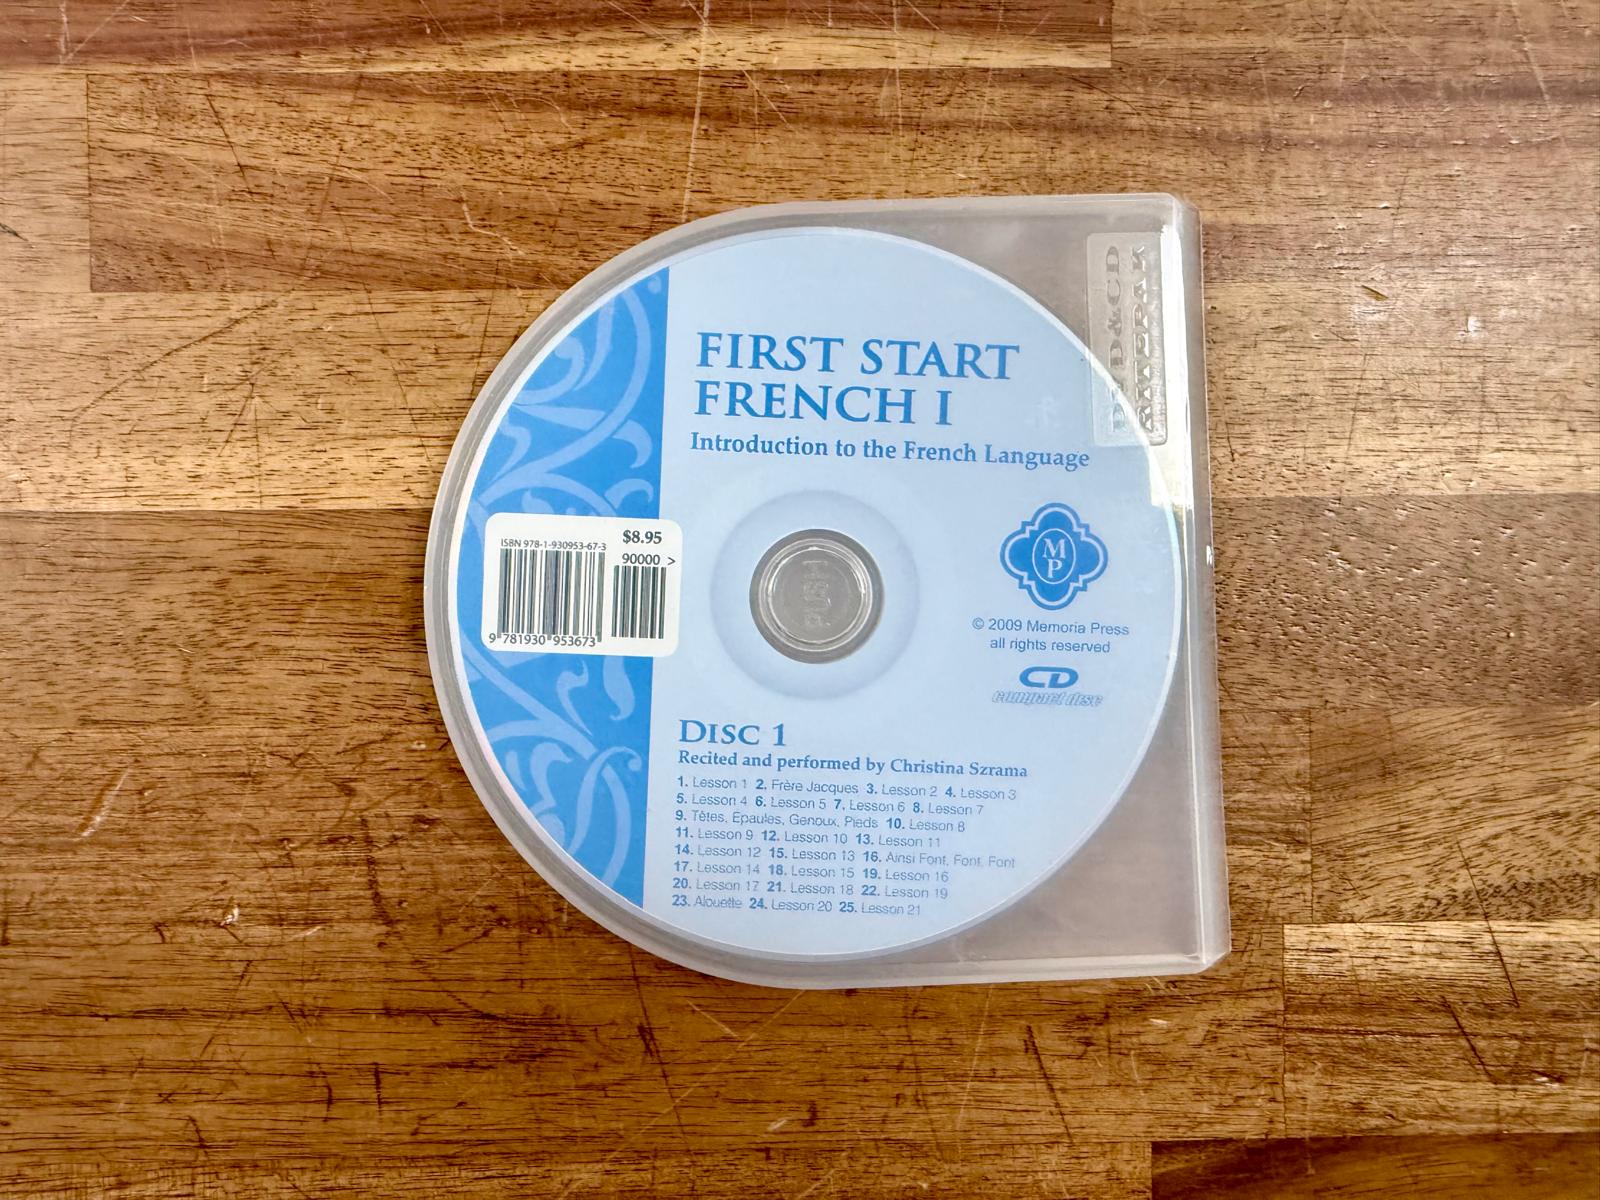 FIRST START
FRENCH I
Introduction to the French Language
$8.95
ISBN 978-1-930953-67-3
90000 >
9 781930 953673
M
P
© 2009 Memoria Press
all rights reserved
CD
compact disc
DISC 1
Recited and performed by Christina Szrama
1. Lesson 1 2. Frère Jacques 3. Lesson 2 4. Lesson 3
5. Lesson 4 6. Lesson 5 7. Lesson 6 8. Lesson 7
9. Têtes, Épaules, Genoux, Pieds 10. Lesson 8
11. Lesson 9 12. Lesson 10 13. Lesson 11
14. Lesson 12 15. Lesson 13 16. Ainsi Font, Font, Font
17. Lesson 14 18. Lesson 15 19. Lesson 16
20. Lesson 17 21. Lesson 18 22. Lesson 19
23. Alouette 24. Lesson 20 25. Lesson 21
PUSH